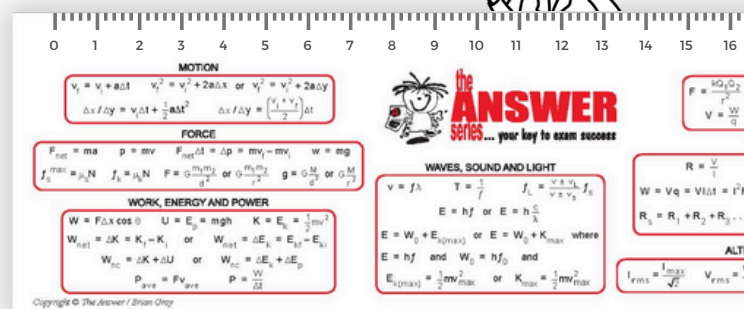 0 1 2 3 4 5 6 7 8 9 10 11 12 13 14 15 16
MOTION
v_f = v_i + aΔt v_f² = v_i² + 2aΔx or v_f² = v_i² + 2aΔy
Δx/Δy = v_iΔt + ½aΔt² Δx/Δy = ((v_i + v_f)/2)Δt
FORCE
F_net = ma p = mv F_netΔt = Δp = mv_f – mv_i w = mg
f_s^max = μ_sN f_k = μ_kN F = G m₁m₂/d² or G m₁m₂/r² g = G M/d² or G M/r²
WORK, ENERGY AND POWER
W = FΔx cos θ U = E_p = mgh K = E_k = ½mv²
W_net = ΔK = K_f – K_i or W_net = ΔE_k = E_kf – E_ki
W_nc = ΔK + ΔU or W_nc = ΔE_k + ΔE_p
P_ave = Fv_ave P = W/Δt
Copyright © The Answer / Brian Gray
the
ANSWER
series... your key to exam success
WAVES, SOUND AND LIGHT
v = fλ T = 1/f f_L = (v ± v_L)/(v ± v_s) f_s
E = hf or E = h c/λ
E = W₀ + E_k(max) or E = W₀ + K_max where
E = hf and W₀ = hf₀ and
E_k(max) = ½mv²_max or K_max = ½mv²_max
F = kQ₁Q₂/r²
V = W/q
R = V/I
W = Vq = VIΔt = I²
R_s = R₁ + R₂ + R₃ ..
ALT
I_rms = I_max/√2 V_rms =